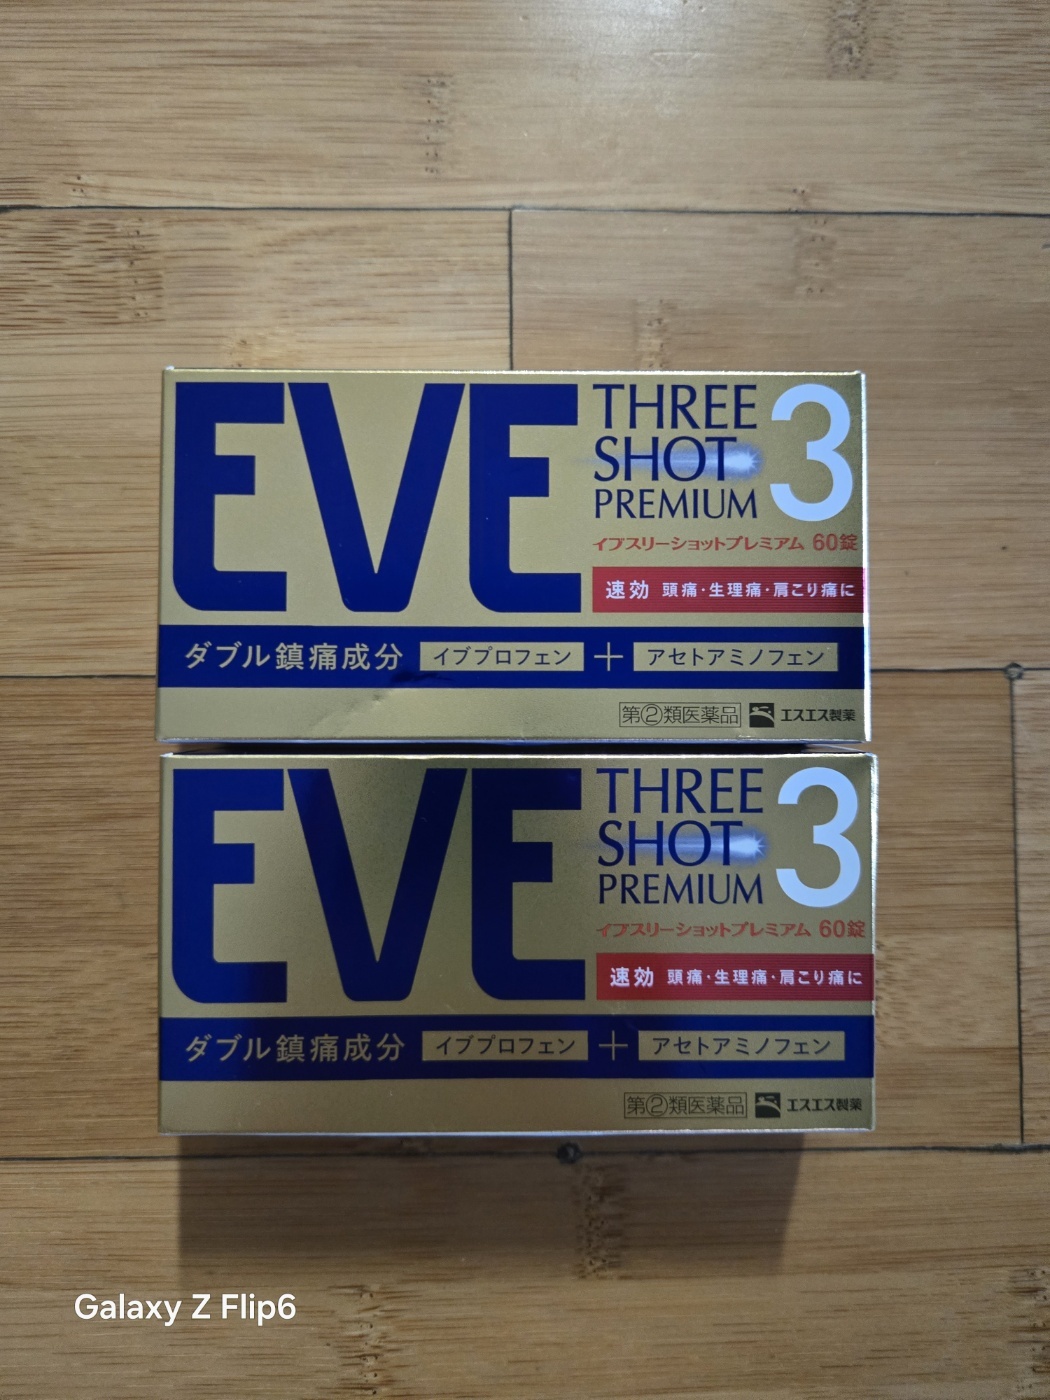 EVE
THREE
SHOT
PREMIUM
3
イブスリーショットプレミアム 60錠
速効 頭痛・生理痛・肩こり痛に
ダブル鎮痛成分 イブプロフェン + アセトアミノフェン
第②類医薬品 エスエス製薬
EVE
THREE
SHOT
PREMIUM
3
イブスリーショットプレミアム 60錠
速効 頭痛・生理痛・肩こり痛に
ダブル鎮痛成分 イブプロフェン + アセトアミノフェン
第②類医薬品 エスエス製薬
Galaxy Z Flip6